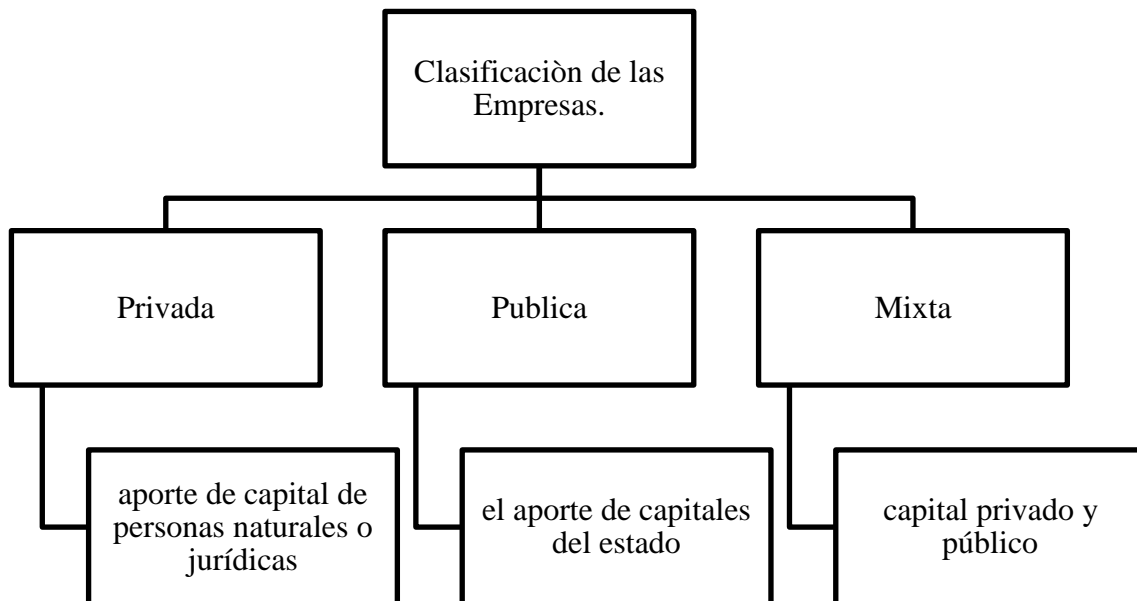 Clasificaciòn de las
Empresas.
Privada
Publica
Mixta
aporte de capital de
personas naturales o
jurídicas
el aporte de capitales
del estado
capital privado y
público